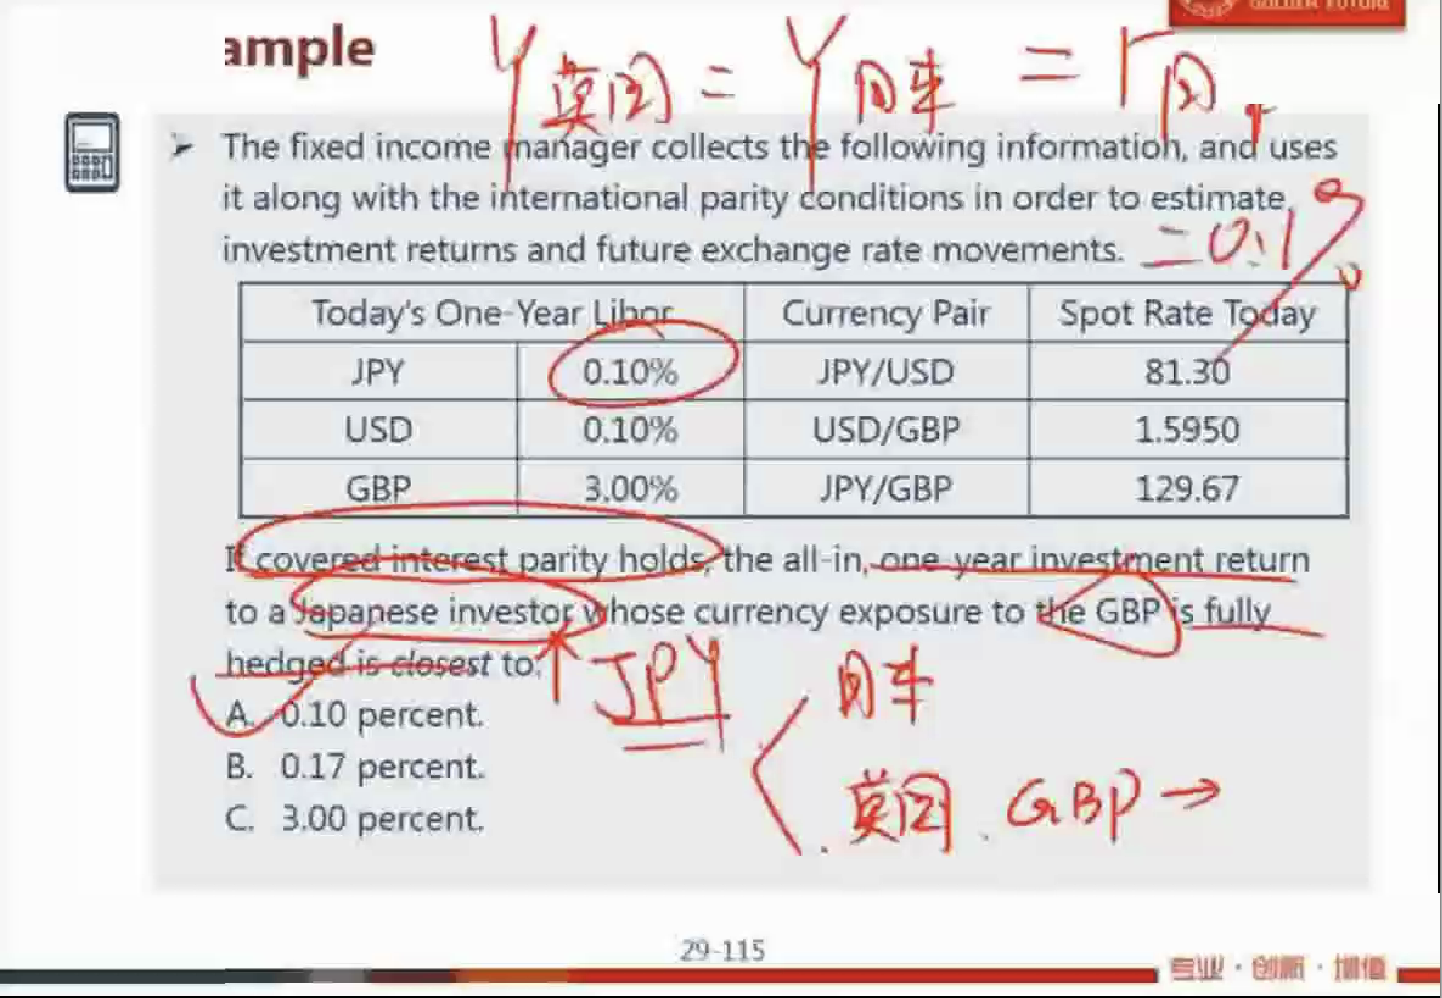 GOLDEN FUTURE
ample
Y英国 = Y日本 = r日
➢ The fixed income manager collects the following information, and uses
it along with the international parity conditions in order to estimate
investment returns and future exchange rate movements.
= 0.1%
Today's One-Year Libor Currency Pair Spot Rate Today
JPY 0.10% JPY/USD 81.30
USD 0.10% USD/GBP 1.5950
GBP 3.00% JPY/GBP 129.67
If covered interest parity holds, the all-in, one-year investment return
to a Japanese investor whose currency exposure to the GBP is fully
hedged is closest to:
JPY
日本
A. 0.10 percent.
B. 0.17 percent.
英国. GBP →
C. 3.00 percent.
29-115
专业·创新·增值